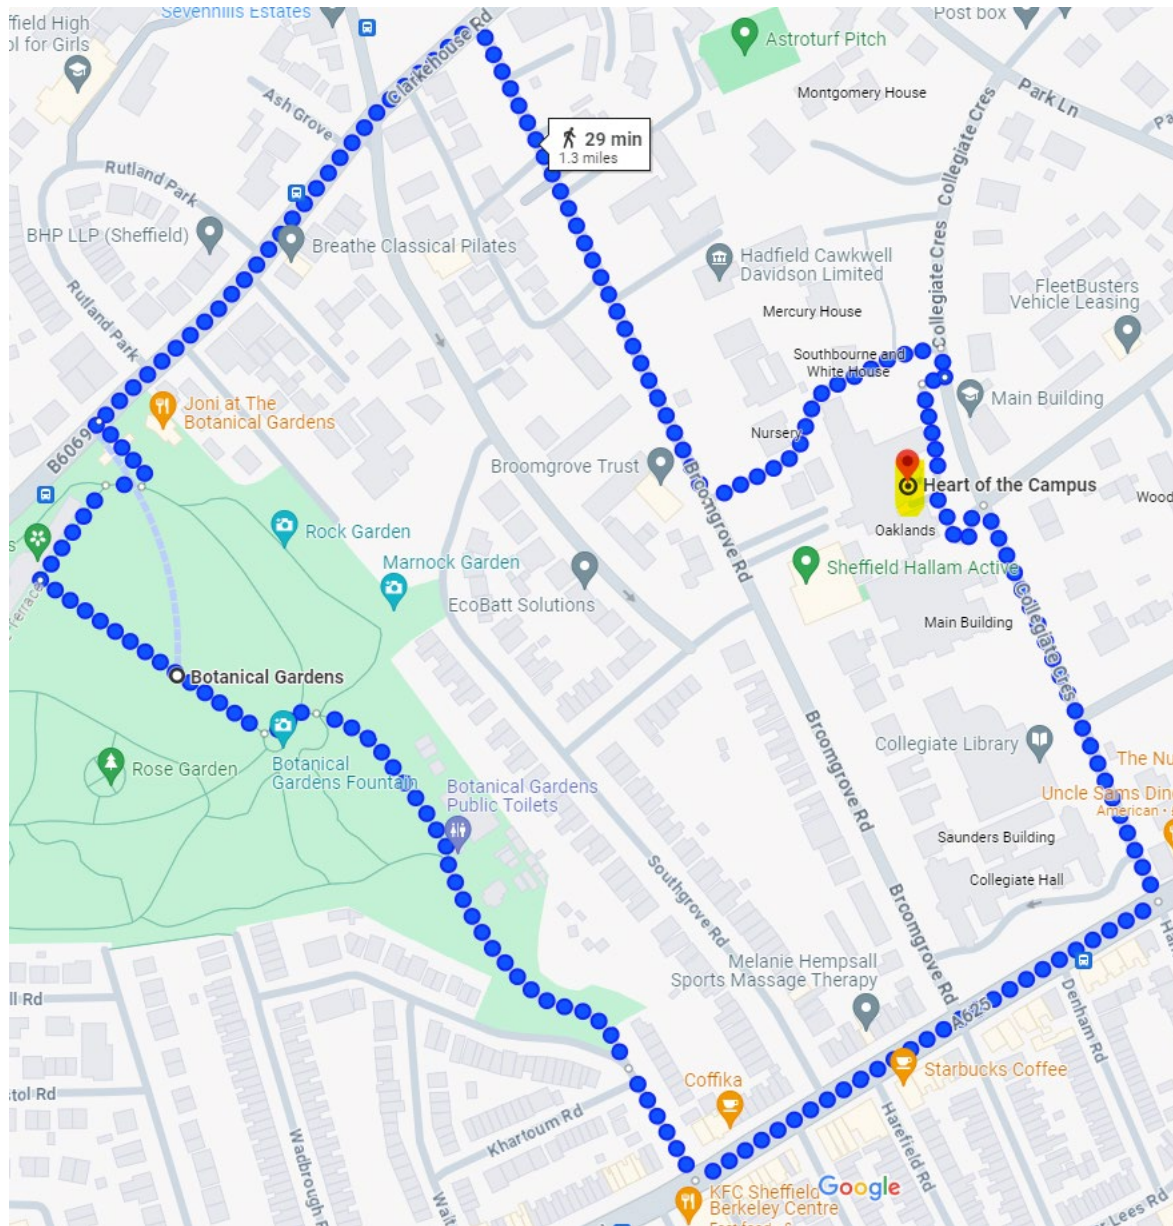 Sevenhills Estates
ffield High
ol for Girls
Clarkehouse Rd
Astroturf Pitch
Post box
Montgomery House
Park Ln
Ash Grove
29 min
1.3 miles
Rutland Park
Collegiate Cres
Collegiate Cres
BHP LLP (Sheffield)
Breathe Classical Pilates
Hadfield Cawkwell
Davidson Limited
FleetBusters
Vehicle Leasing
Mercury House
Rutland Park
Southbourne and
White House
Joni at The
Botanical Gardens
Main Building
B6069
Nursery
Broomgrove Trust
Heart of the Campus
Wood
Broomgrove Rd
Rock Garden
Oaklands
Marnock Garden
Sheffield Hallam Active
EcoBatt Solutions
Terrace
Main Building
Collegiate Cres
Botanical Gardens
Broomgrove Rd
Collegiate Library
Rose Garden
Botanical
Gardens Fountain
Botanical Gardens
Public Toilets
The Nu
Uncle Sams Din
American
Saunders Building
Collegiate Hall
Southgrove Rd
Broomgrove Rd
Melanie Hempsall
Sports Massage Therapy
ll Rd
A625
Denham Rd
Starbucks Coffee
stol Rd
Coffika
Khartoum Rd
Harefield Rd
Wadbrough R
Wait
Google
KFC Sheffield
Berkeley Centre
Lees Rd